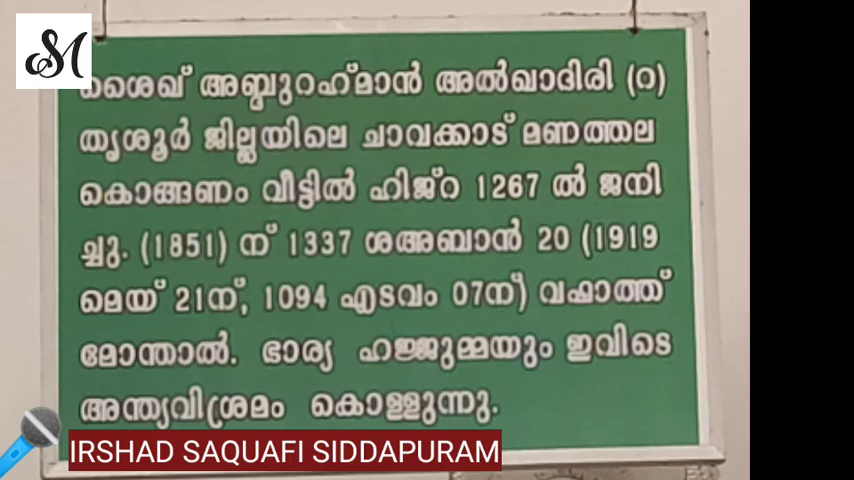 SM
ശൈഖ് അബ്ദുറഹ്മാൻ അൽഖാദിരി (റ)
തൃശൂർ ജില്ലയിലെ ചാവക്കാട് മണത്തല
കൊങ്ങണം വീട്ടിൽ ഹിജ്റ 1267 ൽ ജനി
ച്ചു. (1851) ന് 1337 ശഅബാൻ 20 (1919
മെയ് 21ന്, 1094 എടവം 07ന്) വഫാത്ത്
മോന്താൽ. ഭാര്യ ഹജ്ജുമ്മയും ഇവിടെ
അന്ത്യവിശ്രമം കൊള്ളുന്നു.
IRSHAD SAQUAFI SIDDAPURAM